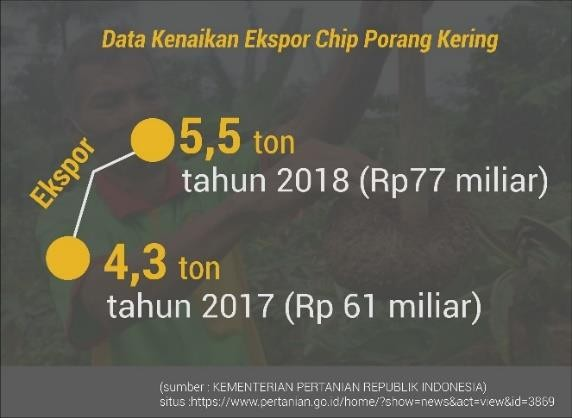 Data Kenaikan Ekspor Chip Porang Kering
Ekspor
5,5 ton
tahun 2018 (Rp77 miliar)
4,3 ton
tahun 2017 (Rp 61 miliar)
(sumber : KEMENTERIAN PERTANIAN REPUBLIK INDONESIA)
situs :https://www.pertanian.go.id/home/?show=news&act=view&id=3869